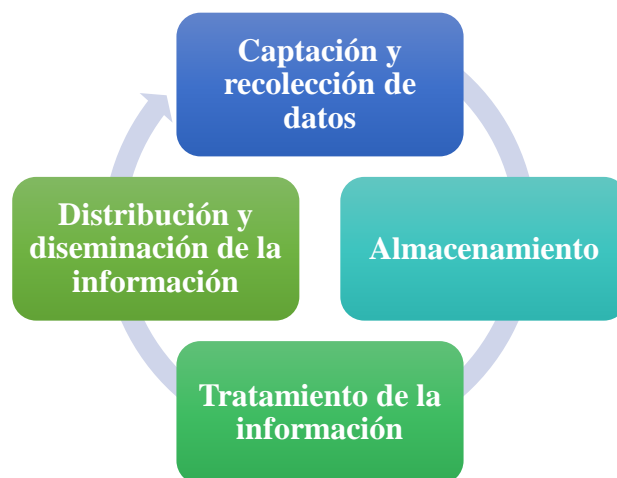 Captación y
recolección de
datos
Almacenamiento
Tratamiento de la
información
Distribución y
diseminación de la
información